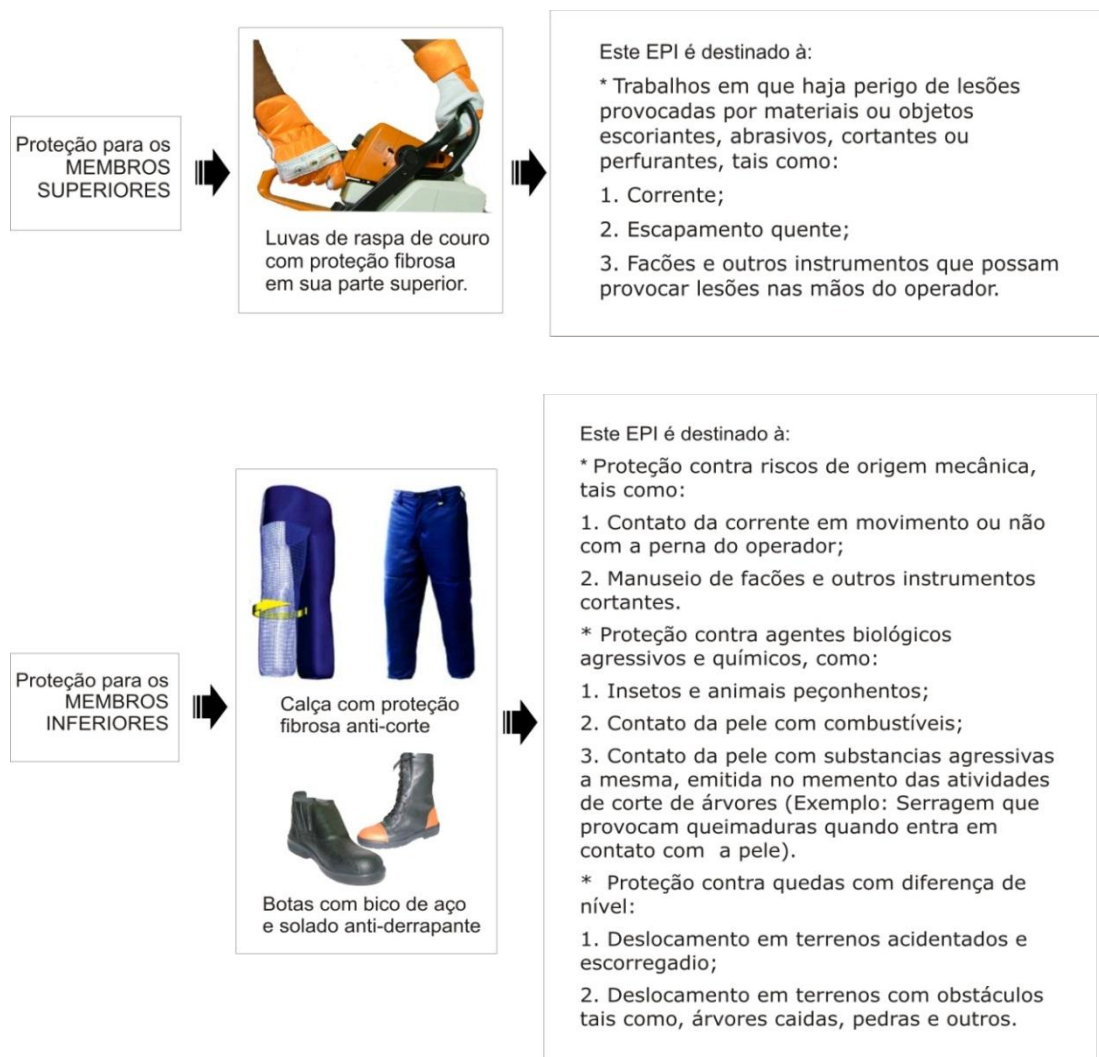 Proteção para os
MEMBROS
SUPERIORES
Luvas de raspa de couro
com proteção fibrosa
em sua parte superior.
Este EPI é destinado à:
* Trabalhos em que haja perigo de lesões
provocadas por materiais ou objetos
escoriantes, abrasivos, cortantes ou
perfurantes, tais como:
1. Corrente;
2. Escapamento quente;
3. Facões e outros instrumentos que possam
provocar lesões nas mãos do operador.
Proteção para os
MEMBROS
INFERIORES
Calça com proteção
fibrosa anti-corte
Botas com bico de aço
e solado anti-derrapante
Este EPI é destinado à:
* Proteção contra riscos de origem mecânica,
tais como:
1. Contato da corrente em movimento ou não
com a perna do operador;
2. Manuseio de facões e outros instrumentos
cortantes.
* Proteção contra agentes biológicos
agressivos e químicos, como:
1. Insetos e animais peçonhentos;
2. Contato da pele com combustíveis;
3. Contato da pele com substancias agressivas
a mesma, emitida no memento das atividades
de corte de árvores (Exemplo: Serragem que
provocam queimaduras quando entra em
contato com a pele).
* Proteção contra quedas com diferença de
nível:
1. Deslocamento em terrenos acidentados e
escorregadio;
2. Deslocamento em terrenos com obstáculos
tais como, árvores caidas, pedras e outros.